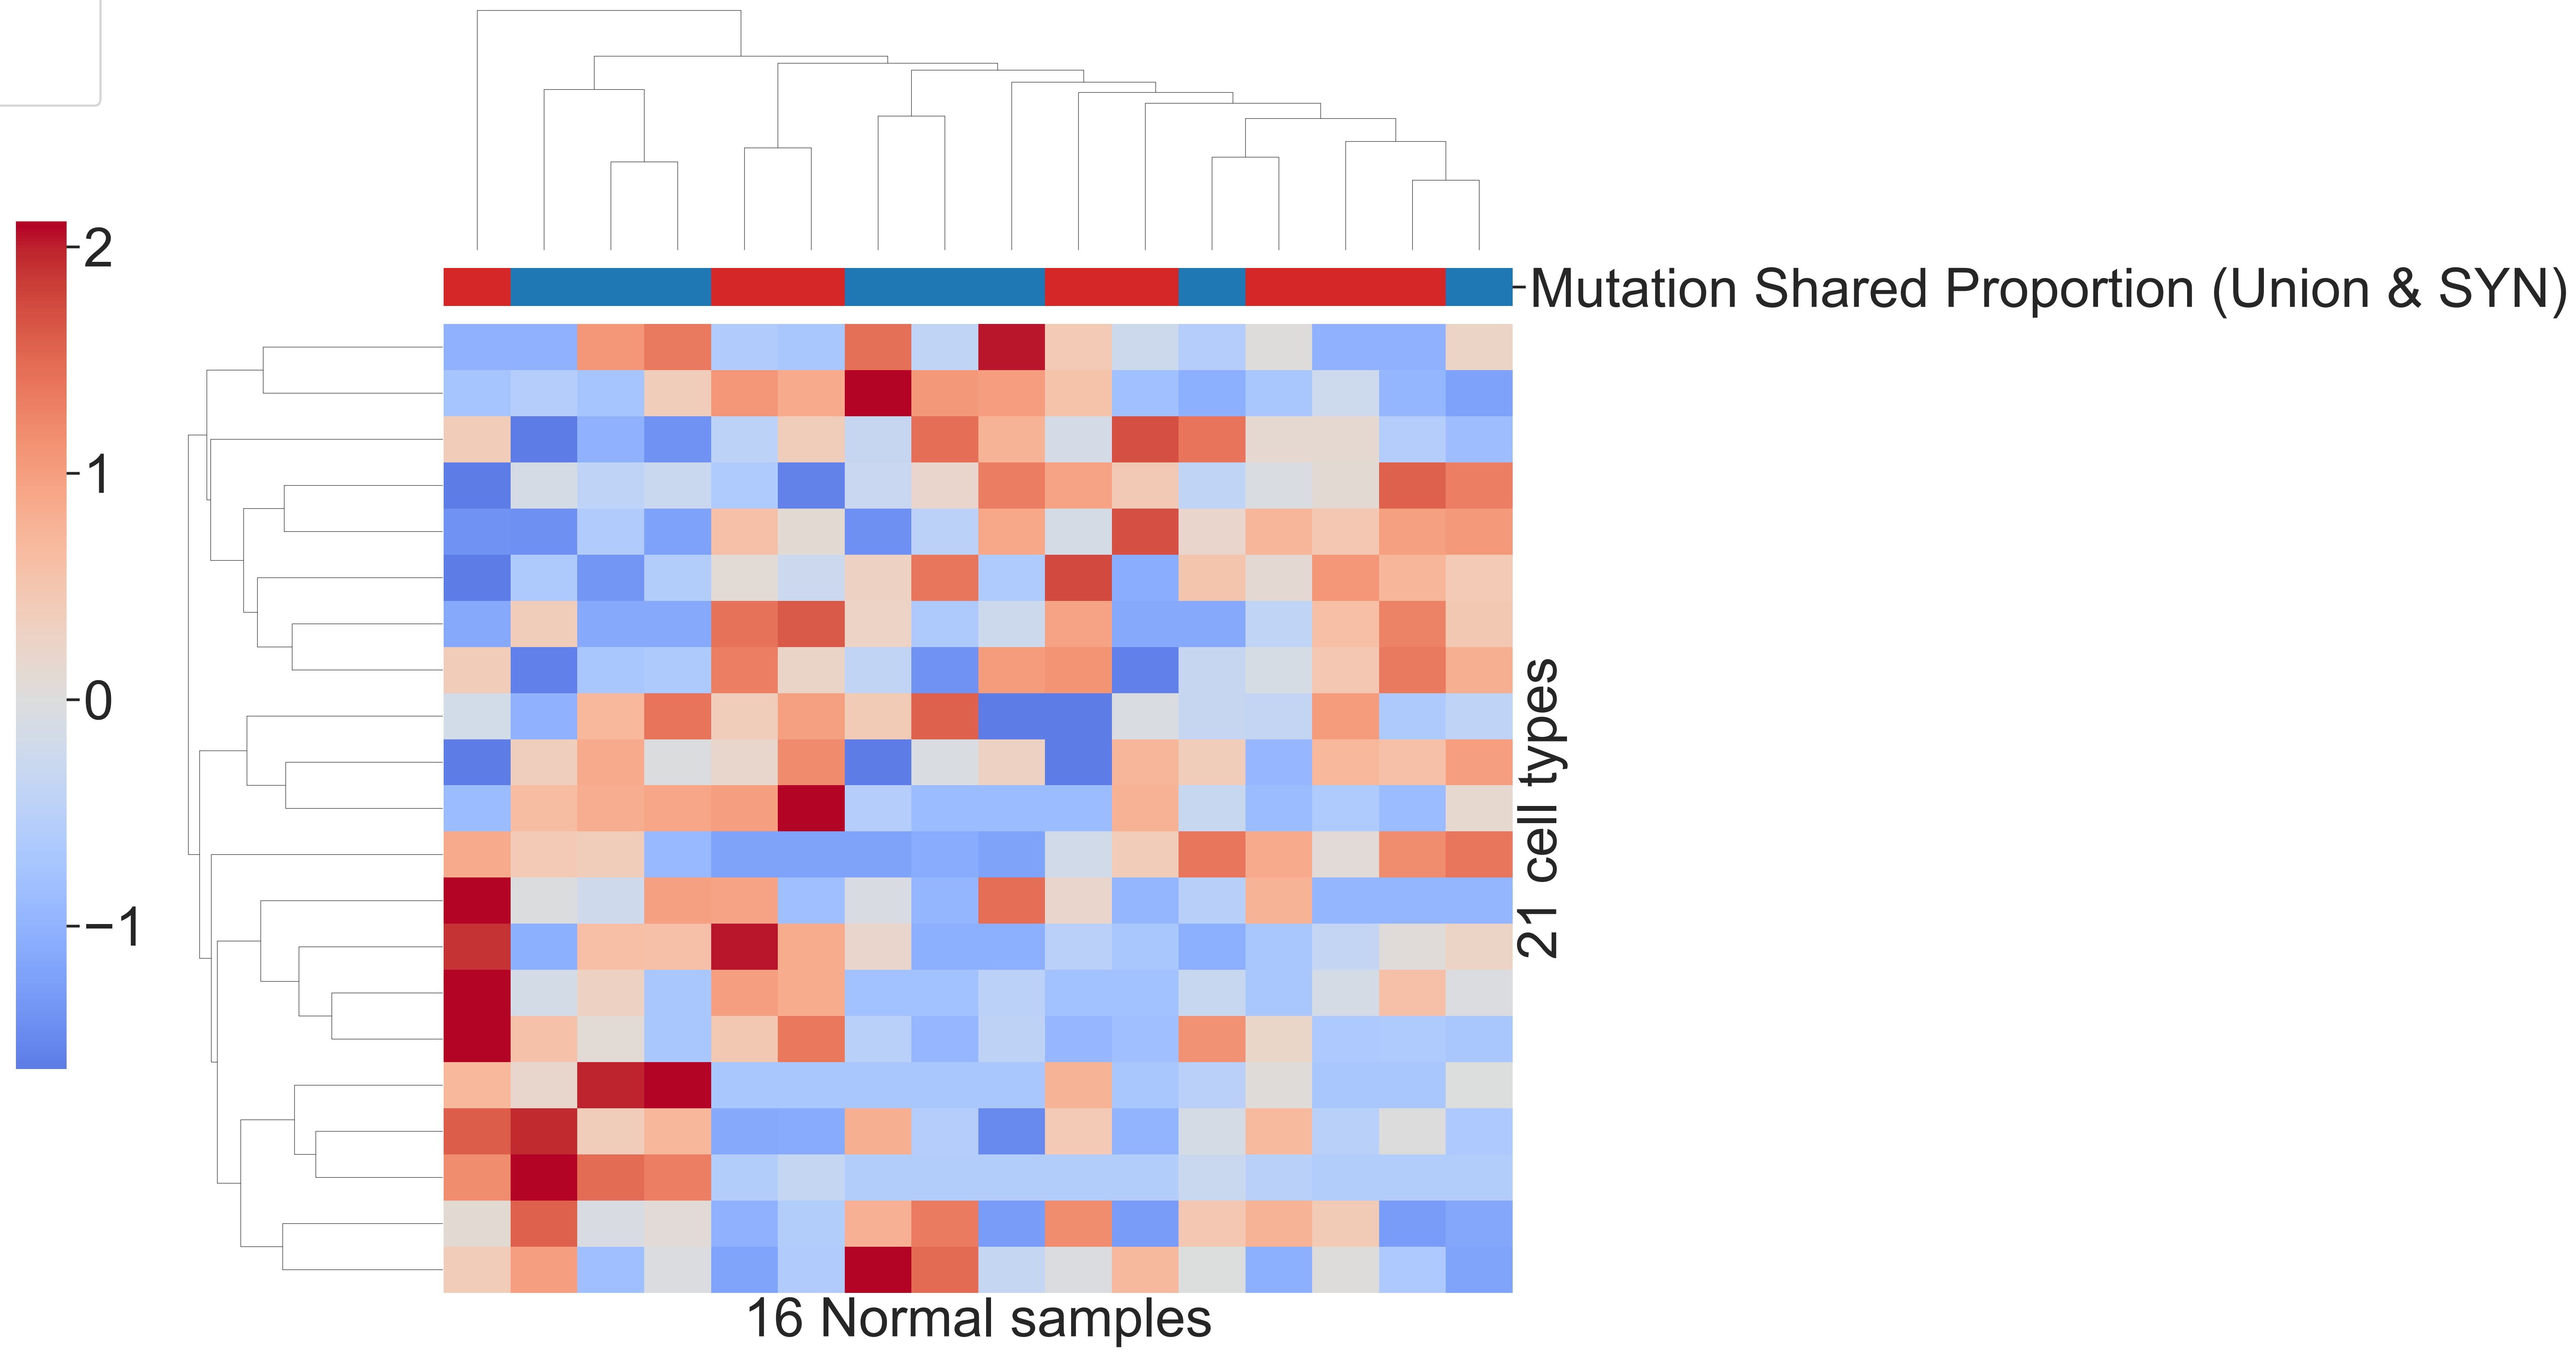 Mutation Shared Proportion (Union & SYN)
2
1
0
−1
21 cell types
16 Normal samples